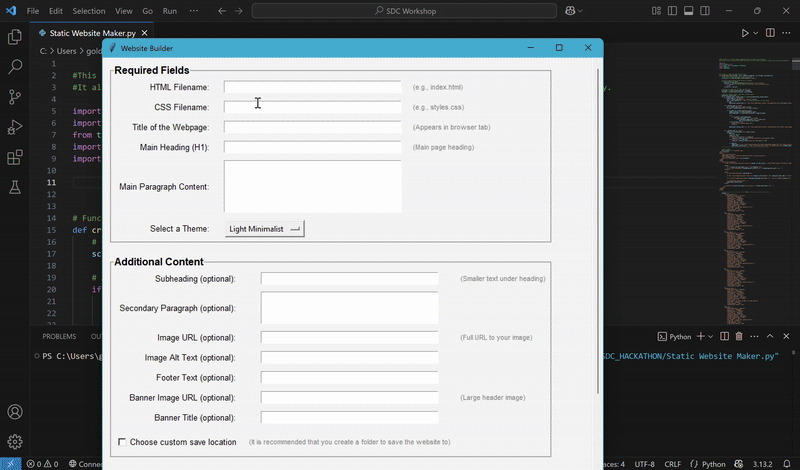 File Edit Selection View Go Run ... SDC Workshop
Static Website Maker.py
C: > Users > gold
Website Builder
Required Fields
HTML Filename: (e.g., index.html)
CSS Filename: (e.g., styles.css)
Title of the Webpage: (Appears in browser tab)
Main Heading (H1): (Main page heading)
Main Paragraph Content:
Select a Theme: Light Minimalist
Additional Content
Subheading (optional): (Smaller text under heading)
Secondary Paragraph (optional):
Image URL (optional): (Full URL to your image)
Image Alt Text (optional):
Footer Text (optional):
Banner Image URL (optional): (Large header image)
Banner Title (optional):
Choose custom save location (It is recommended that you create a folder to save the website to)
1
2 #This
3 #It al y.
4
5 import
6 import
7 from t
8 import
9 import
10
11
12
13
14 # Func
15 def cr
16 #
17 sc
18
19 #
20 if
21
22
PROBLEMS OU Python
PS C:\Users\g SDC_HACKATHON/Static Website Maker.py"
0 0 Connec aces: 4 UTF-8 CRLF Python 3.13.2